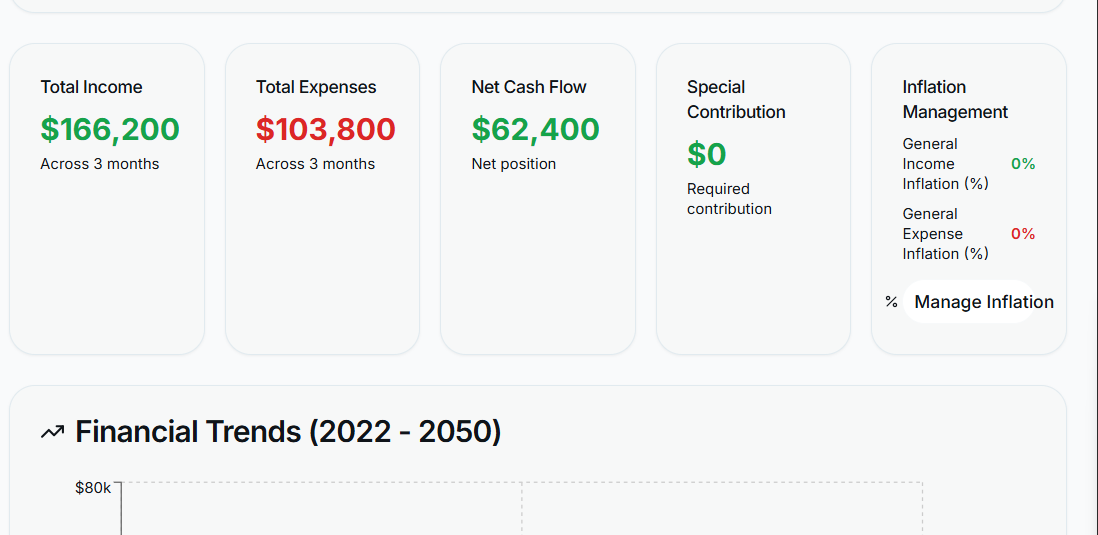 Total Income
$166,200
Across 3 months
Total Expenses
$103,800
Across 3 months
Net Cash Flow
$62,400
Net position
Special
Contribution
$0
Required
contribution
Inflation
Management
General
Income
Inflation (%)
0%
General
Expense
Inflation (%)
0%
% Manage Inflation
Financial Trends (2022 - 2050)
$80k